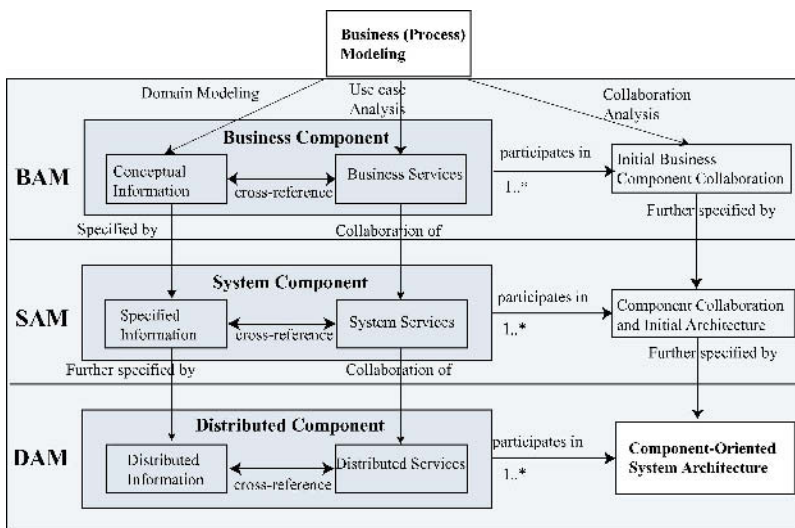 Business (Process)
Modeling
Domain Modeling
Use case
Analysis
Collaboration
Analysis
BAM
Business Component
Conceptual
Information
cross-reference
Business Services
participates in
1..*
Initial Business
Component Collaboration
Specified by
Collaboration of
Further specified by
SAM
System Component
Specified
Information
cross-reference
System Services
participates in
1..*
Component Collaboration
and Initial Architecture
Further specified by
Collaboration of
Further specified by
DAM
Distributed Component
Distributed
Information
cross-reference
Distributed Services
participates in
1..*
Component-Oriented
System Architecture